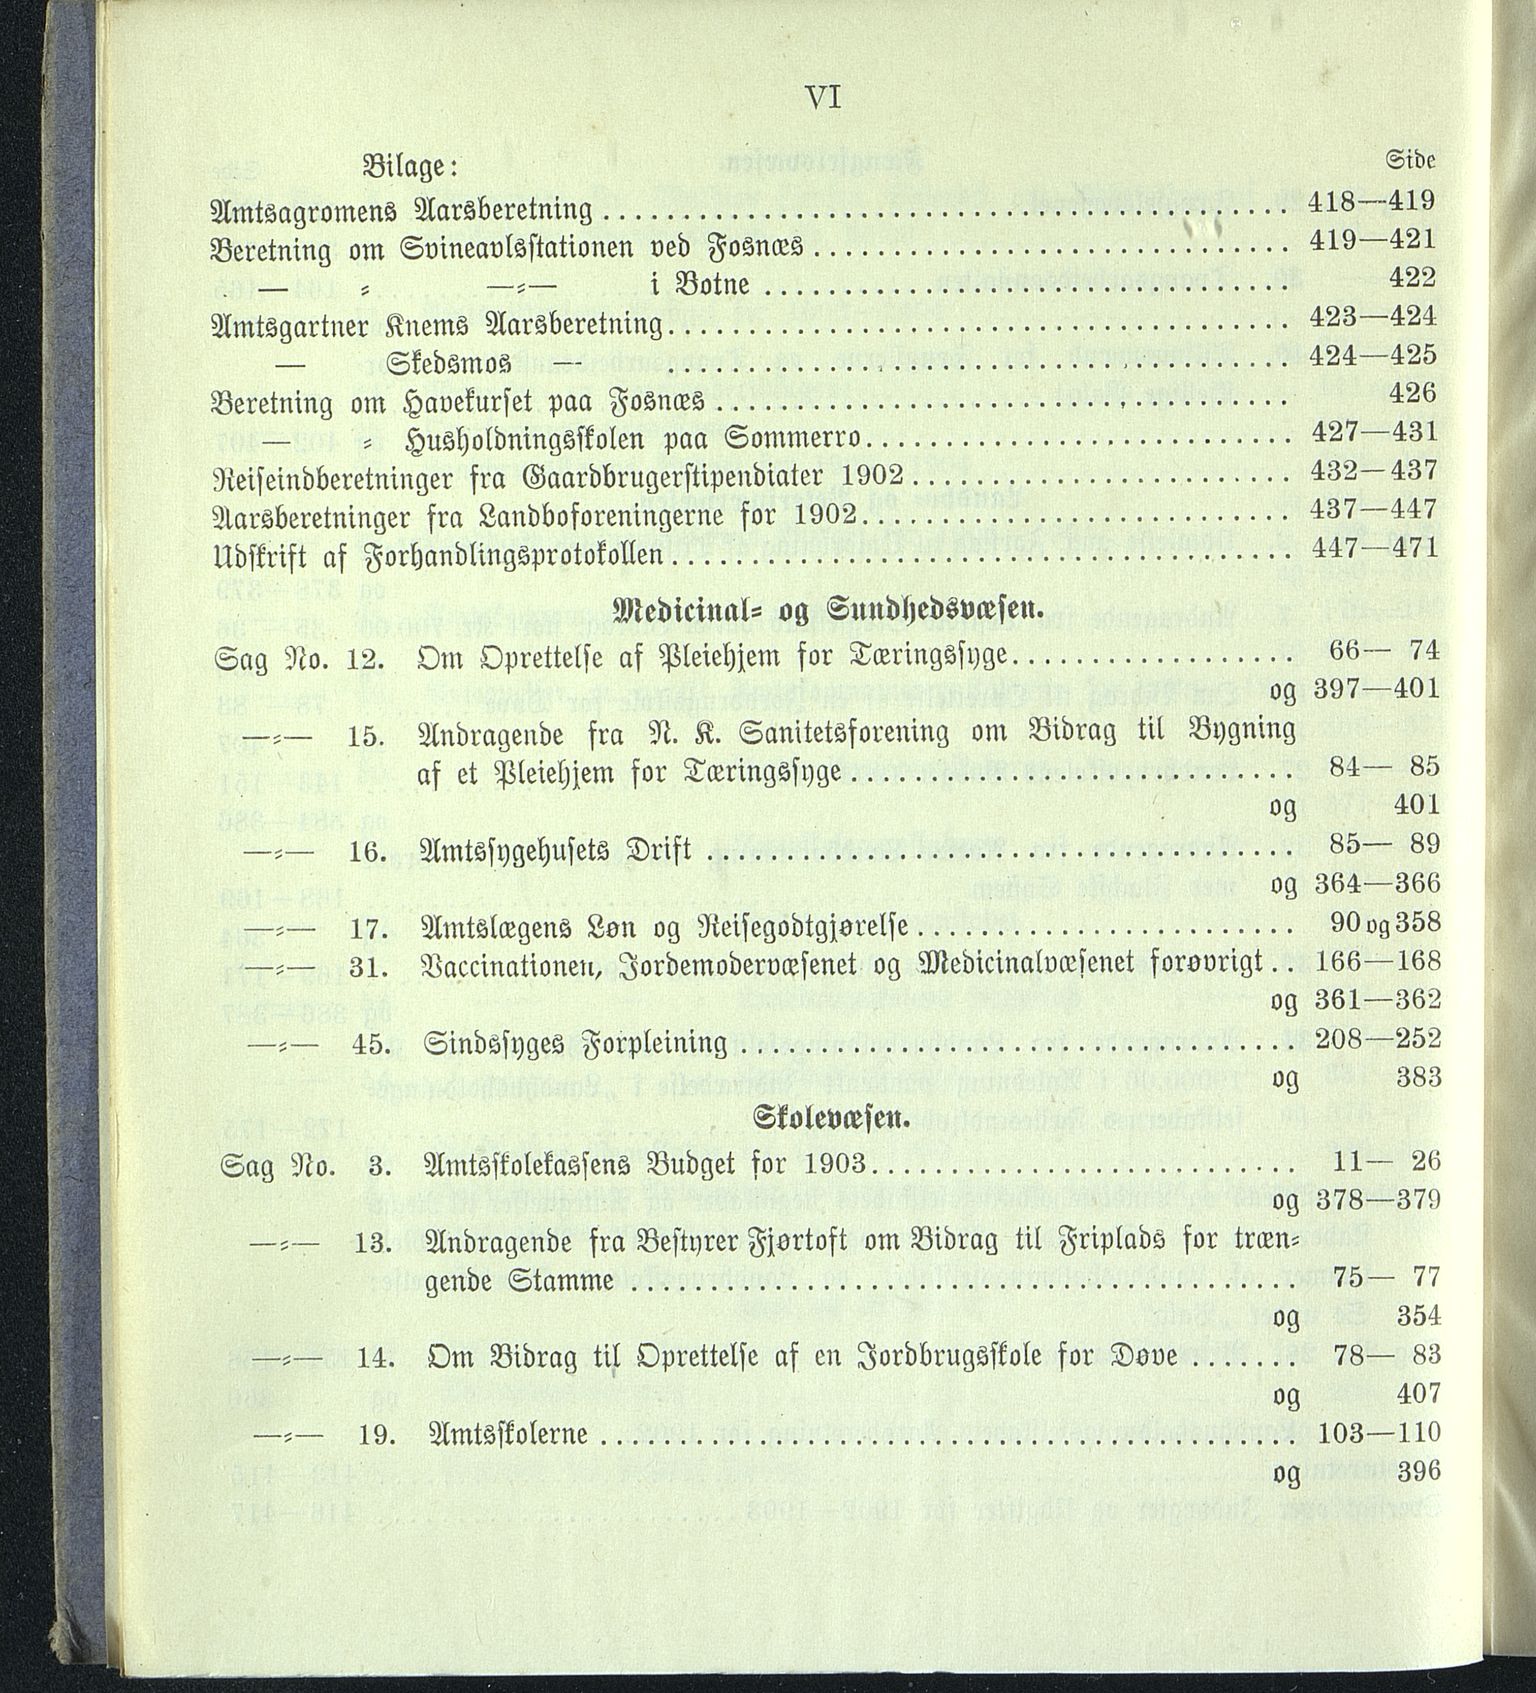 VI
Bilage: Side
Amtsagromens Aarsberetning ........ 418—419
Beretning om Svineavlsstationen ved Fosnæs ........ 419—421
— „ —„— i Botne ........ 422
Amtsgartner Knems Aarsberetning ........ 423—424
— Skedsmos — ........ 424—425
Beretning om Havekurset paa Fosnæs ........ 426
— „ Husholdningsskolen paa Sommerro ........ 427—431
Reiseindberetninger fra Gaardbrugerstipendiater 1902 ........ 432—437
Aarsberetninger fra Landboforeningerne for 1902 ........ 437—447
Udskrift af Forhandlingsprotokollen ........ 447—471
Medicinal= og Sundhedsvæsen.
Sag No. 12. Om Oprettelse af Pleiehjem for Tæringssyge ........ 66— 74
og 397—401
—„— 15. Andragende fra N. K. Sanitetsforening om Bidrag til Bygning
af et Pleiehjem for Tæringssyge ........ 84— 85
og 401
—„— 16. Amtssygehusets Drift ........ 85— 89
og 364—366
—„— 17. Amtslægens Løn og Reisegodtgjørelse ........ 90 og 358
—„— 31. Vaccinationen, Jordemodervæsenet og Medicinalvæsenet forøvrigt .. 166—168
og 361—362
—„— 45. Sindssyges Forpleining ........ 208—252
og 383
Skolevæsen.
Sag No. 3. Amtsskolekassens Budget for 1903 ........ 11— 26
og 378—379
—„— 13. Andragende fra Bestyrer Fjørtoft om Bidrag til Friplads for træn=
gende Stamme ........ 75— 77
og 354
—„— 14. Om Bidrag til Oprettelse af en Jordbrugsskole for Døve ....... 78— 83
og 407
—„— 19. Amtsskolerne ........ 103—110
og 396